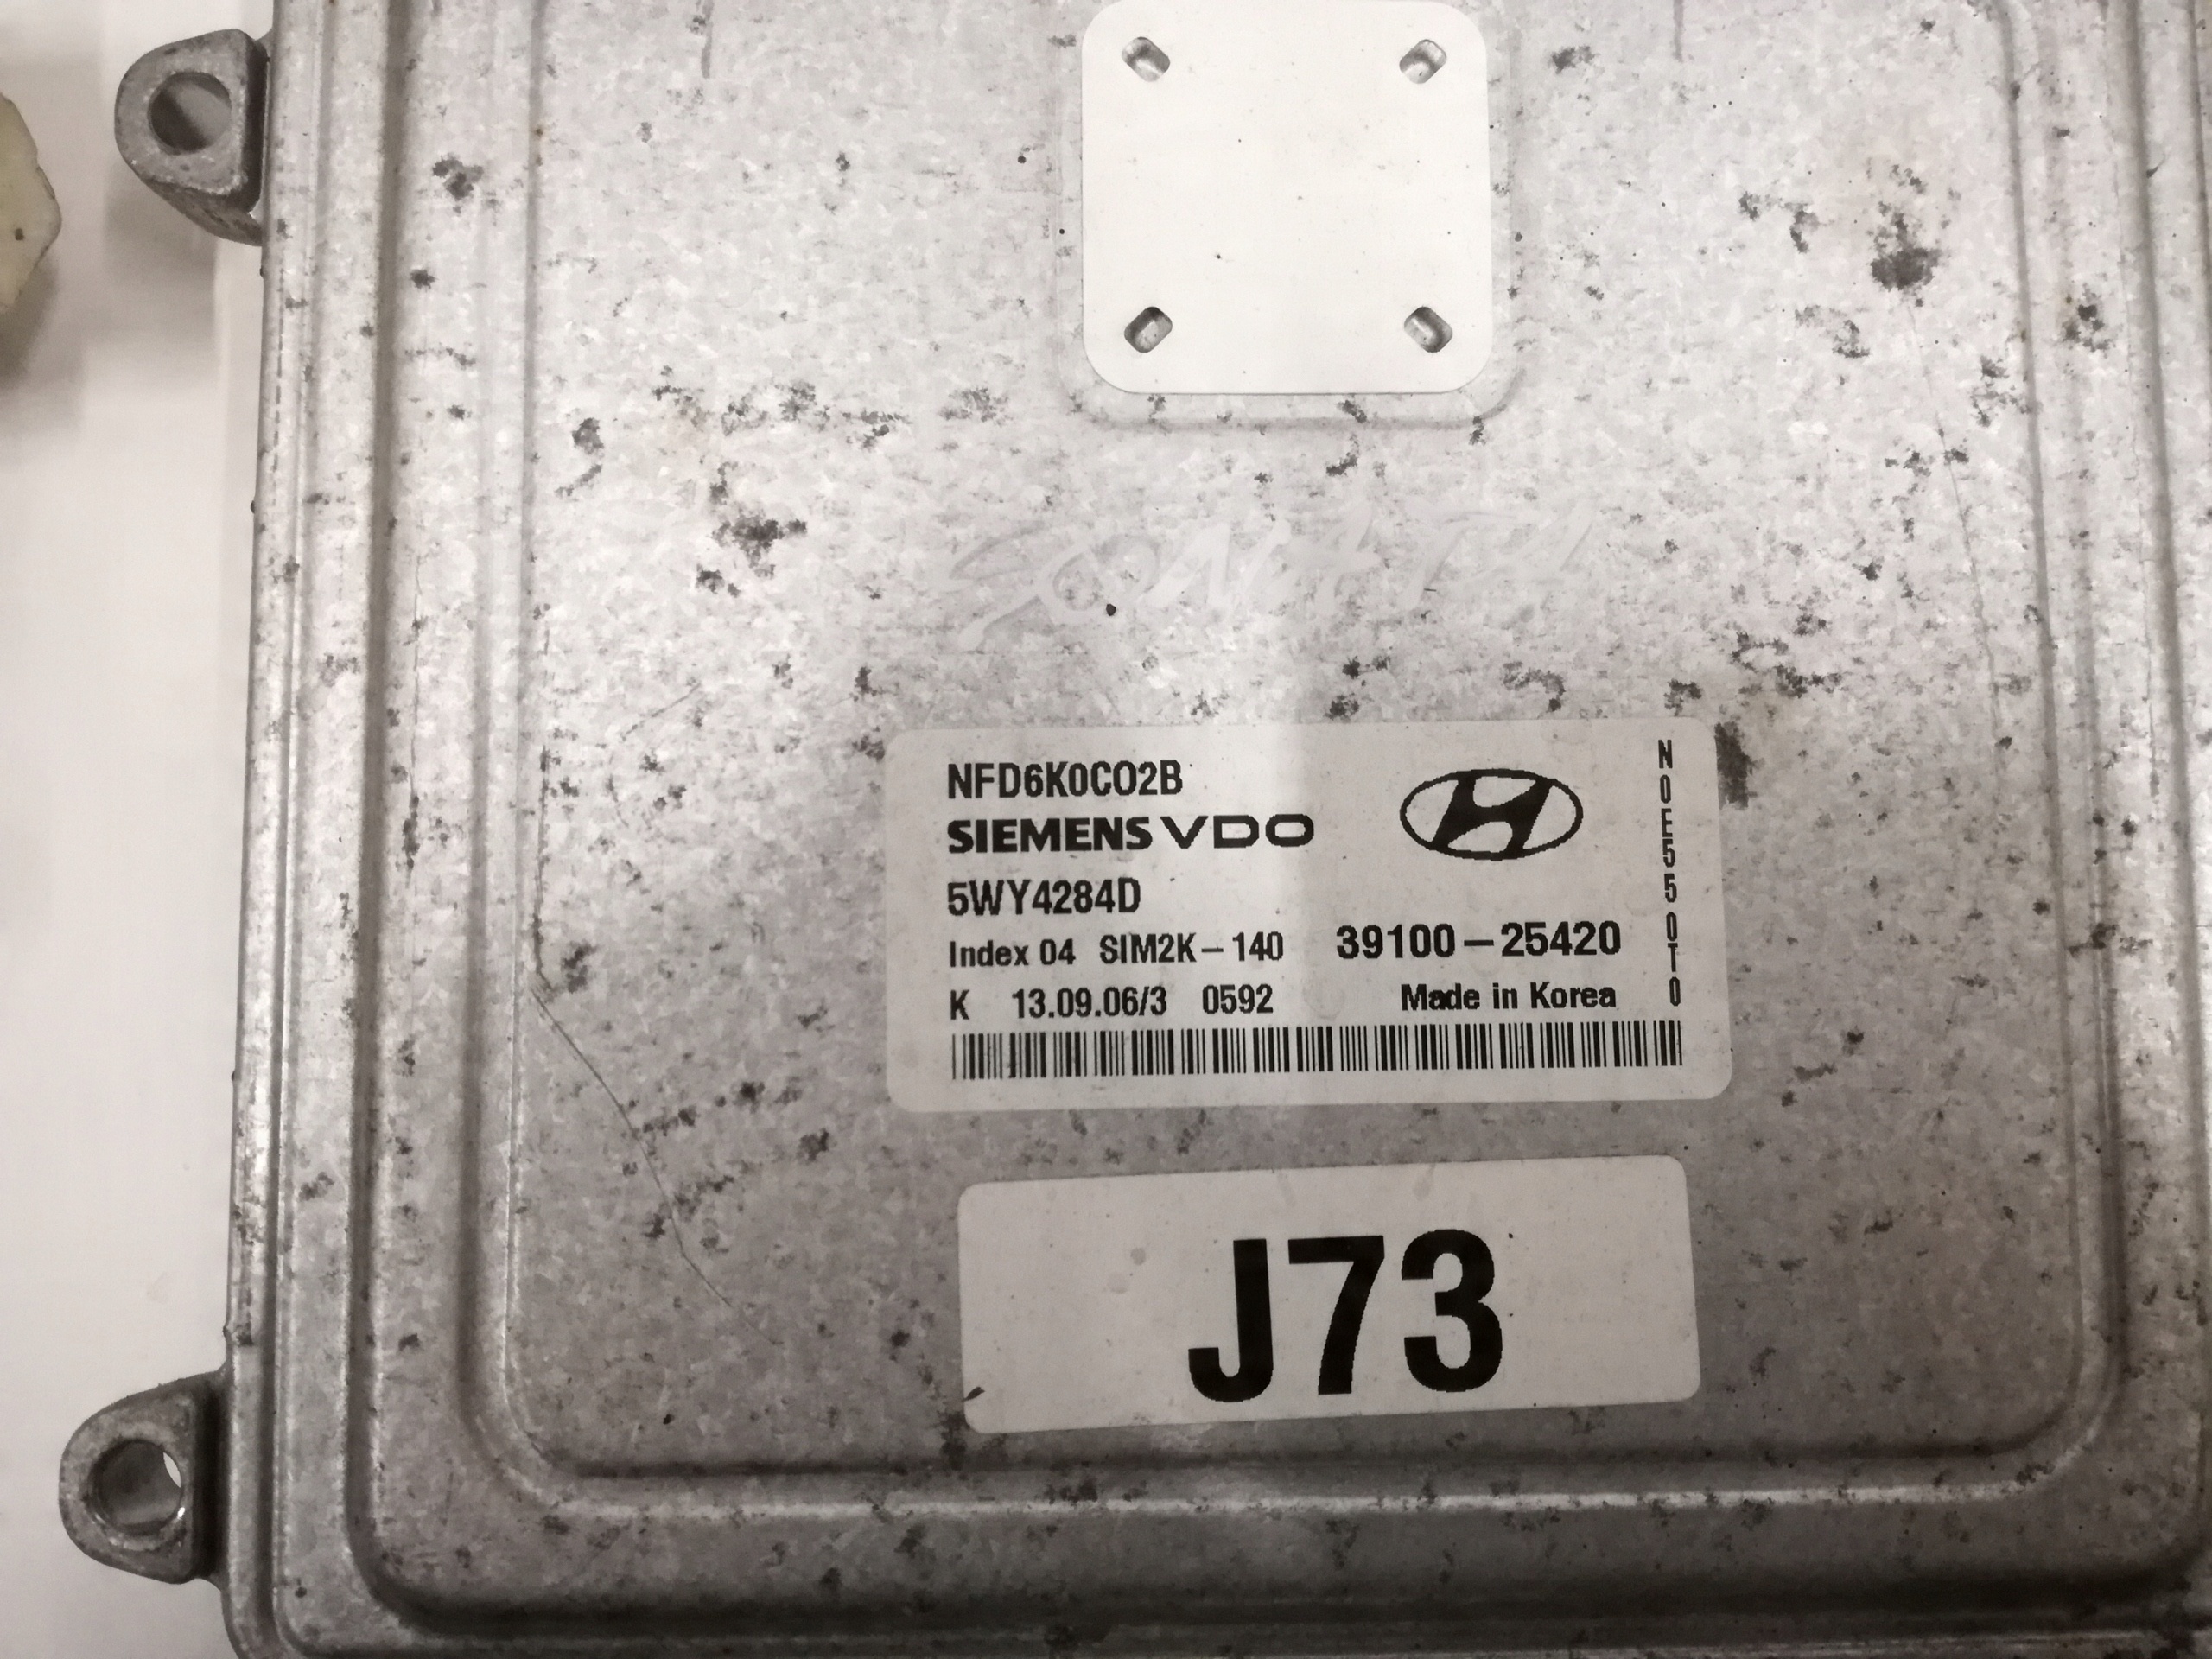 SONATA
NFD6K0CO2B
SIEMENS VDO
5WY4284D
Index 04 SIM2K-140 39100-25420
K 13.09.06/3 0592 Made in Korea
N0E550T0
J73